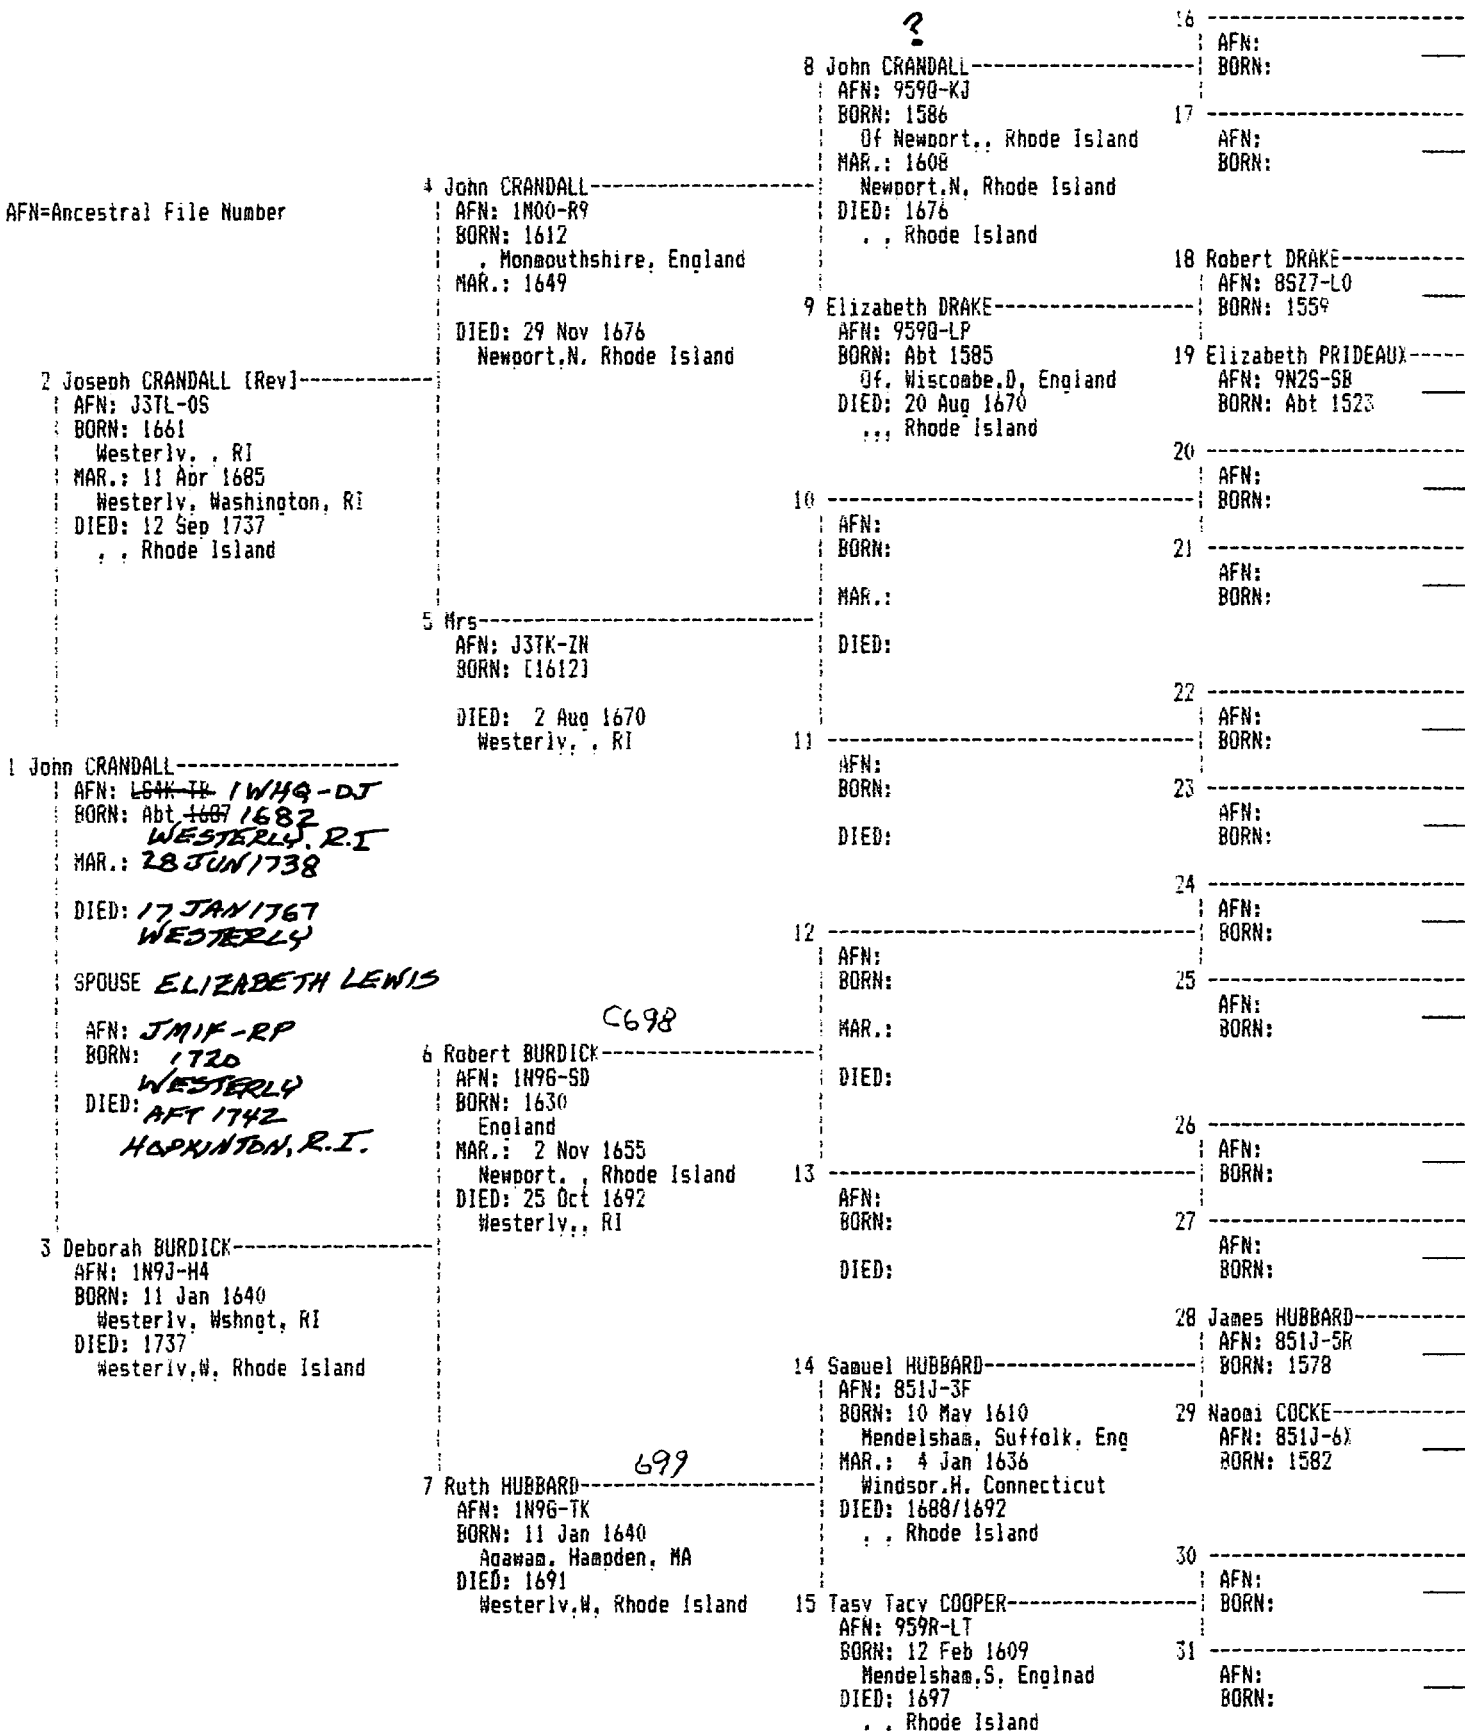 AFN=Ancestral File Number
1 John CRANDALL
AFN: LS4K-TB 1WHQ-DJ
BORN: Abt 1687 1682
WESTERLY, R.I
MAR.: 28 JUN 1738
DIED: 17 JAN 1767
WESTERLY
SPOUSE ELIZABETH LEWIS
AFN: JM1F-RP
BORN: 1720
WESTERLY
DIED: AFT 1742
HOPKINTON, R.I.
2 Joseph CRANDALL [Rev]
AFN: J3TL-0S
BORN: 1661
Westerly, , RI
MAR.: 11 Apr 1685
Westerly, Washington, RI
DIED: 12 Sep 1737
, , Rhode Island
3 Deborah BURDICK
AFN: 1N9J-H4
BORN: 11 Jan 1640
Westerly, Wshngt, RI
DIED: 1737
Westerly,W, Rhode Island
4 John CRANDALL
AFN: 1M00-R9
BORN: 1612
, Monmouthshire, England
MAR.: 1649
DIED: 29 Nov 1676
Newport,N, Rhode Island
5 Mrs
AFN: J3TK-ZN
BORN: [1612]
DIED: 2 Aug 1670
Westerly, , RI
C698
6 Robert BURDICK
AFN: 1N9G-SD
BORN: 1630
England
MAR.: 2 Nov 1655
Newport, , Rhode Island
DIED: 25 Oct 1692
Westerly,, RI
699
7 Ruth HUBBARD
AFN: 1N9G-TK
BORN: 11 Jan 1640
Agawam, Hampden, MA
DIED: 1691
Westerly,W, Rhode Island
?
8 John CRANDALL
AFN: 959Q-KJ
BORN: 1586
Of Newport,, Rhode Island
MAR.: 1608
Newport,N, Rhode Island
DIED: 1676
, , Rhode Island
9 Elizabeth DRAKE
AFN: 959Q-LP
BORN: Abt 1585
Of, Wiscombe,D, England
DIED: 20 Aug 1670
,,, Rhode Island
10
AFN:
BORN:
MAR.:
DIED:
11
AFN:
BORN:
DIED:
12
AFN:
BORN:
MAR.:
DIED:
13
AFN:
BORN:
DIED:
14 Samuel HUBBARD
AFN: 851J-3F
BORN: 10 May 1610
Mendelsham, Suffolk, Eng
MAR.: 4 Jan 1636
Windsor,H, Connecticut
DIED: 1688/1692
, , Rhode Island
15 Tasy Tacy COOPER
AFN: 959R-LT
BORN: 12 Feb 1609
Mendelsham,S, Englnad
DIED: 1697
, , Rhode Island
16
AFN:
BORN:
17
AFN:
BORN:
18 Robert DRAKE
AFN: 8SZ7-L0
BORN: 1559
19 Elizabeth PRIDEAUX
AFN: 9N2S-SB
BORN: Abt 1523
20
AFN:
BORN:
21
AFN:
BORN:
22
AFN:
BORN:
23
AFN:
BORN:
24
AFN:
BORN:
25
AFN:
BORN:
26
AFN:
BORN:
27
AFN:
BORN:
28 James HUBBARD
AFN: 851J-5R
BORN: 1578
29 Naomi COCKE
AFN: 851J-6X
BORN: 1582
30
AFN:
BORN:
31
AFN:
BORN: